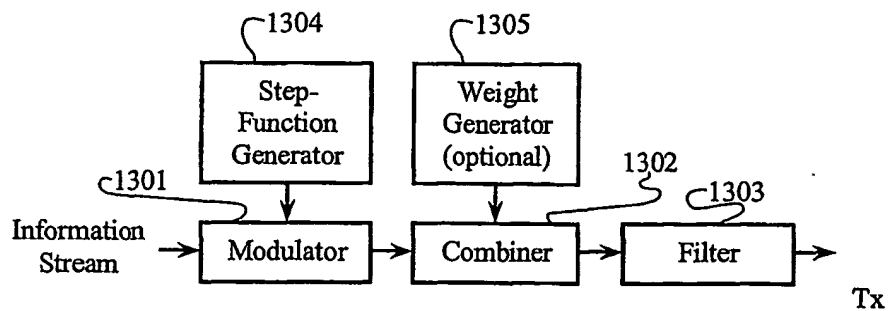 1304
1305
Step-
Function
Generator
Weight
Generator
(optional)
1301
1302
1303
Information
Stream
Modulator
Combiner
Filter
Tx